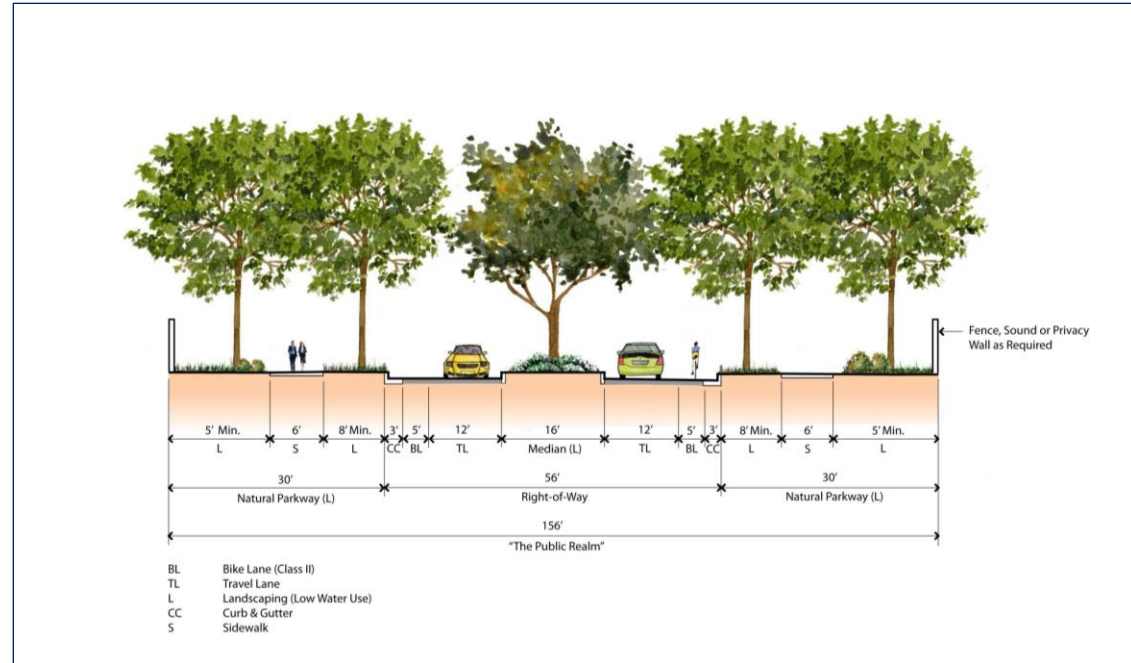 Fence, Sound or Privacy
Wall as Required
5' Min. 6' 8' Min. 3' 5' 12' 16' 12' 5' 3' 8' Min. 6' 5' Min.
L S L CC BL TL Median (L) TL BL CC L S L
30' 56' 30'
Natural Parkway (L) Right-of-Way Natural Parkway (L)
156'
"The Public Realm"
BL Bike Lane (Class II)
TL Travel Lane
L Landscaping (Low Water Use)
CC Curb & Gutter
S Sidewalk